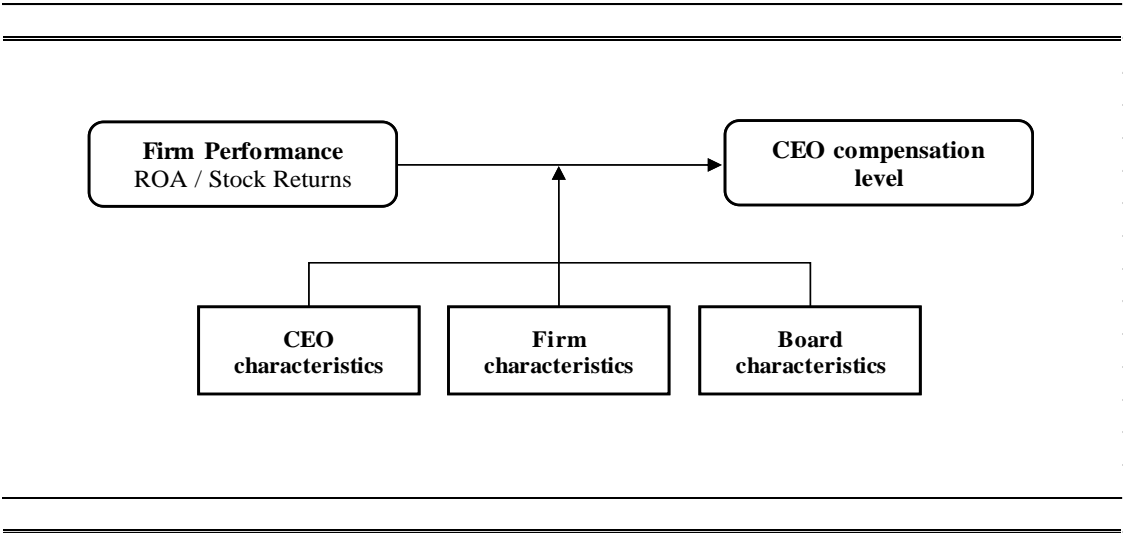 Firm Performance
ROA / Stock Returns
CEO compensation
level
CEO
characteristics
Firm
characteristics
Board
characteristics